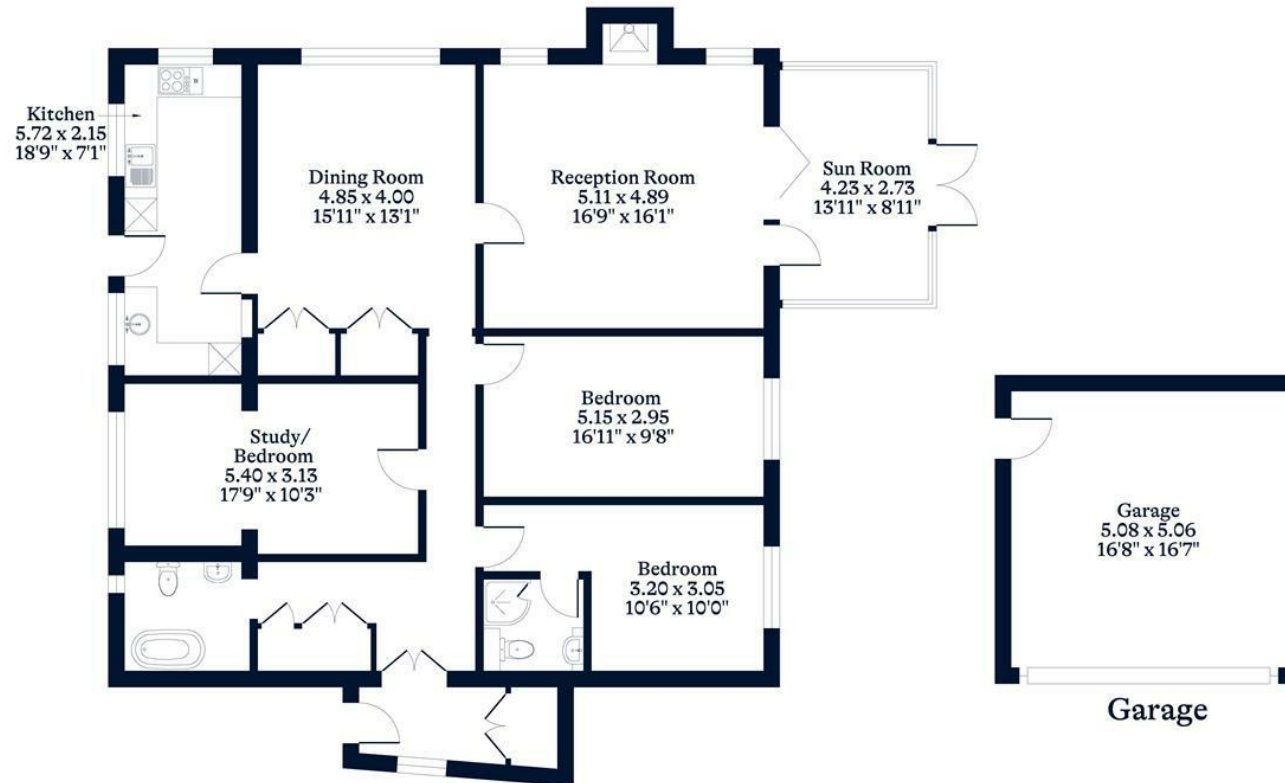 Kitchen
5.72 x 2.15
18'9" x 7'1"
Dining Room
4.85 x 4.00
15'11" x 13'1"
Reception Room
5.11 x 4.89
16'9" x 16'1"
Sun Room
4.23 x 2.73
13'11" x 8'11"
Study/
Bedroom
5.40 x 3.13
17'9" x 10'3"
Bedroom
5.15 x 2.95
16'11" x 9'8"
Bedroom
3.20 x 3.05
10'6" x 10'0"
Garage
5.08 x 5.06
16'8" x 16'7"
Garage